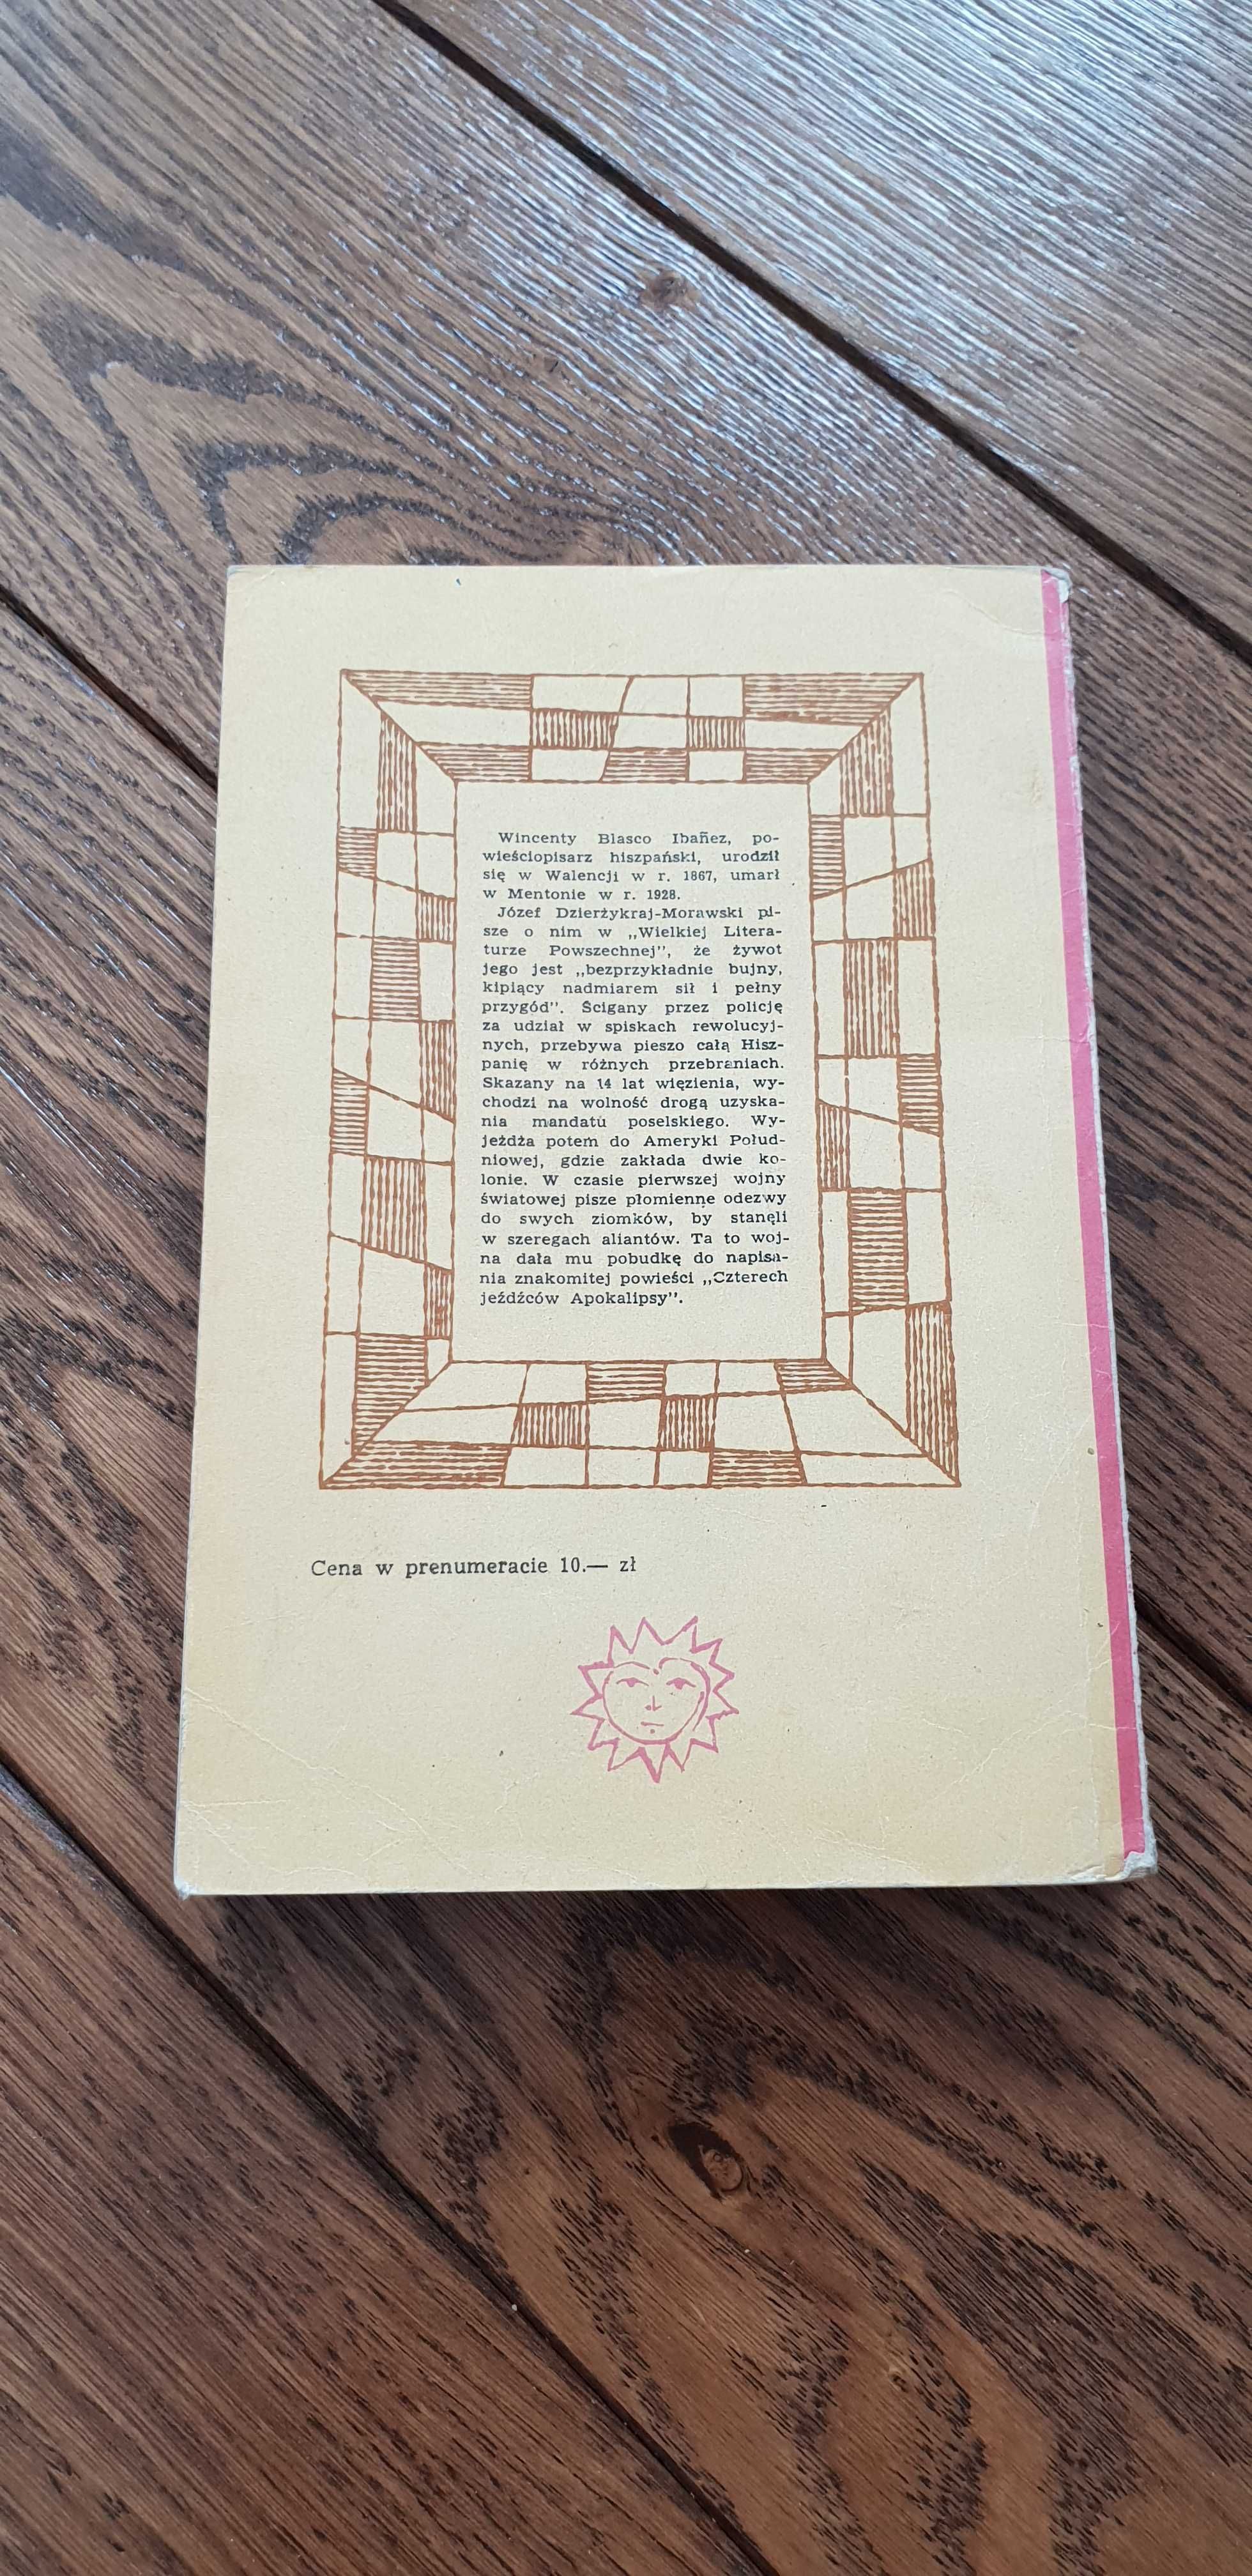 Wincenty Blasco Ibañez, po-
wieściopisarz hiszpański, urodził
się w Walencji w r. 1867, umarł
w Mentonie w r. 1928.
Józef Dzierżykraj-Morawski pi-
sze o nim w „Wielkiej Litera-
turze Powszechnej”, że żywot
jego jest „bezprzykładnie bujny,
kipiący nadmiarem sił i pełny
przygód”. Ścigany przez policję
za udział w spiskach rewolucyj-
nych, przebywa pieszo całą Hisz-
panię w różnych przebraniach.
Skazany na 14 lat więzienia, wy-
chodzi na wolność drogą uzyska-
nia mandatu poselskiego. Wy-
jeżdża potem do Ameryki Połud-
niowej, gdzie zakłada dwie ko-
lonie. W czasie pierwszej wojny
światowej pisze płomienne odezwy
do swych ziomków, by stanęli
w szeregach aliantów. Ta to woj-
na dała mu pobudkę do napisa-
nia znakomitej powieści „Czterech
jeźdźców Apokalipsy”.
Cena w prenumeracie 10.— zł